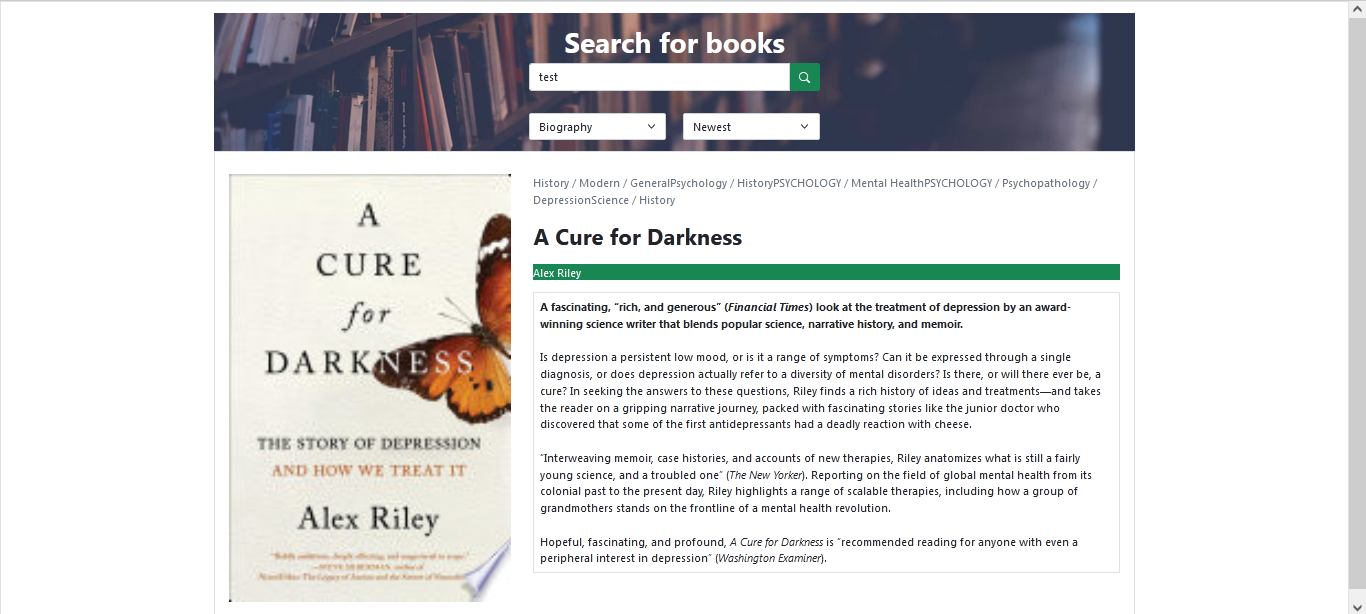 Search for books
test
Biography
Newest
A
CURE
for
DARKNESS
THE STORY OF DEPRESSION
AND HOW WE TREAT IT
Alex Riley
History / Modern / GeneralPsychology / HistoryPSYCHOLOGY / Mental HealthPSYCHOLOGY / Psychopathology /
DepressionScience / History
A Cure for Darkness
Alex Riley
A fascinating, “rich, and generous” (Financial Times) look at the treatment of depression by an award-
winning science writer that blends popular science, narrative history, and memoir.
Is depression a persistent low mood, or is it a range of symptoms? Can it be expressed through a single
diagnosis, or does depression actually refer to a diversity of mental disorders? Is there, or will there ever be, a
cure? In seeking the answers to these questions, Riley finds a rich history of ideas and treatments—and takes
the reader on a gripping narrative journey, packed with fascinating stories like the junior doctor who
discovered that some of the first antidepressants had a deadly reaction with cheese.
“Interweaving memoir, case histories, and accounts of new therapies, Riley anatomizes what is still a fairly
young science, and a troubled one” (The New Yorker). Reporting on the field of global mental health from its
colonial past to the present day, Riley highlights a range of scalable therapies, including how a group of
grandmothers stands on the frontline of a mental health revolution.
Hopeful, fascinating, and profound, A Cure for Darkness is “recommended reading for anyone with even a
peripheral interest in depression” (Washington Examiner).